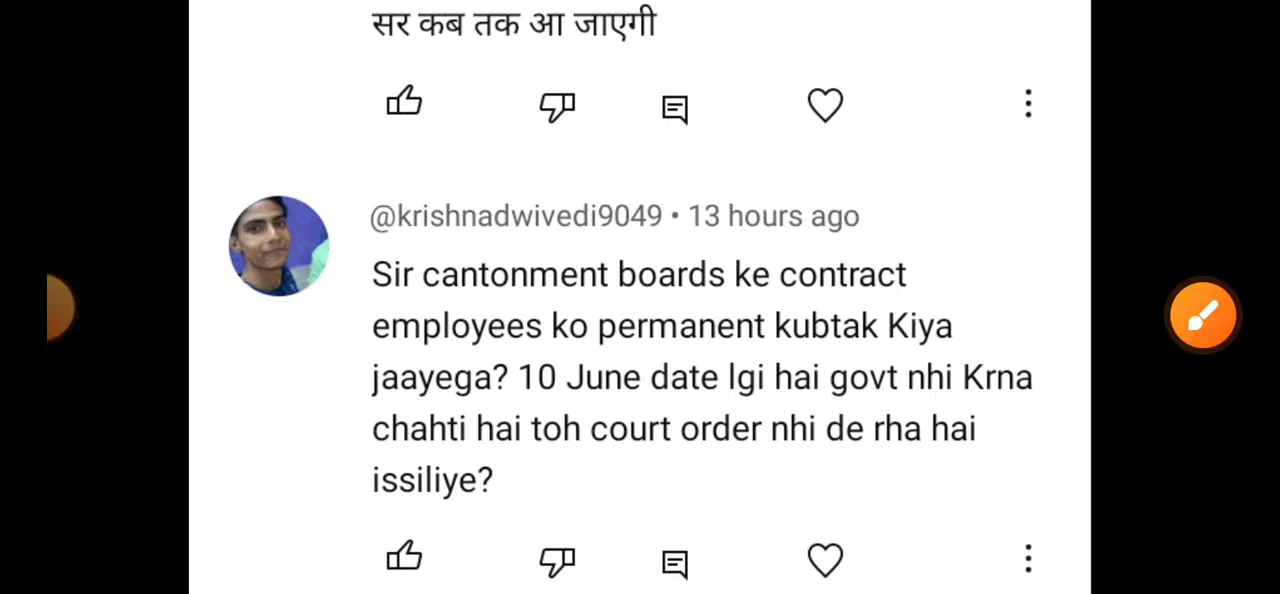 सर कब तक आ जाएगी
@krishnadwivedi9049 • 13 hours ago
Sir cantonment boards ke contract
employees ko permanent kubtak Kiya
jaayega? 10 June date lgi hai govt nhi Krna
chahti hai toh court order nhi de rha hai
issiliye?